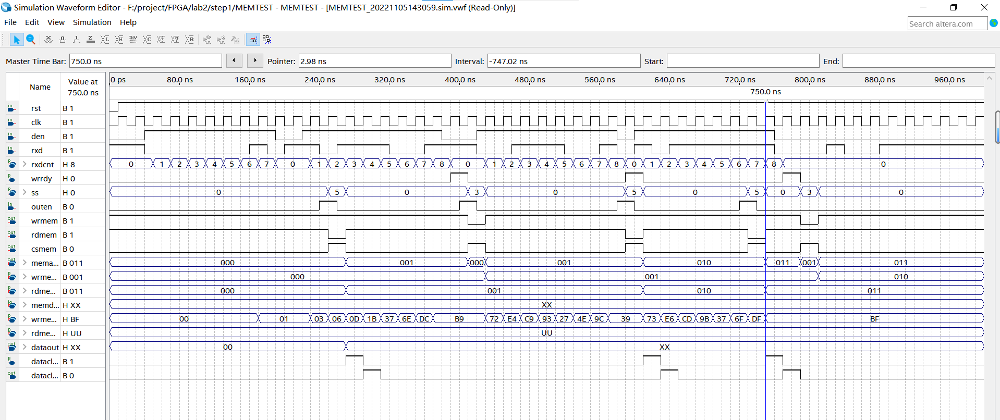 Simulation Waveform Editor - F:/project/FPGA/lab2/step1/MEMTEST - MEMTEST - [MEMTEST_20221105143059.sim.vwf (Read-Only)]
File Edit View Simulation Help
Search altera.com
Master Time Bar: 750.0 ns Pointer: 2.98 ns Interval: -747.02 ns Start: End:
Name Value at 750.0 ns
0 ps 80.0 ns 160.0 ns 240.0 ns 320.0 ns 400.0 ns 480.0 ns 560.0 ns 640.0 ns 720.0 ns 800.0 ns 880.0 ns 960.0 ns
750.0 ns
rst B 1
clk B 1
den B 1
rxd B 1
rxdcnt H 8 0 1 2 3 4 5 6 7 0 1 2 3 4 5 6 7 8 0 1 2 3 4 5 6 7 8 0 1 2 3 4 5 6 7 8 0
wrrdy H 0
ss H 0 0 5 0 3 0 5 0 5 0 3 0
outen B 0
wrmem B 1
rdmem B 1
csmem B 0
mema... B 011 000 001 000 001 010 011 001 011
wrme... B 001 000 001 010
rdme... B 011 000 001 010 011
memd... H XX XX
wrme... H BF 00 01 03 06 0D 1B 37 6E DC B9 72 E4 C9 93 27 4E 9C 39 73 E6 CD 9B 37 6F DF BF
rdme... H UU UU
dataout H XX 00 XX
datacl... B 1
datacl... B 0